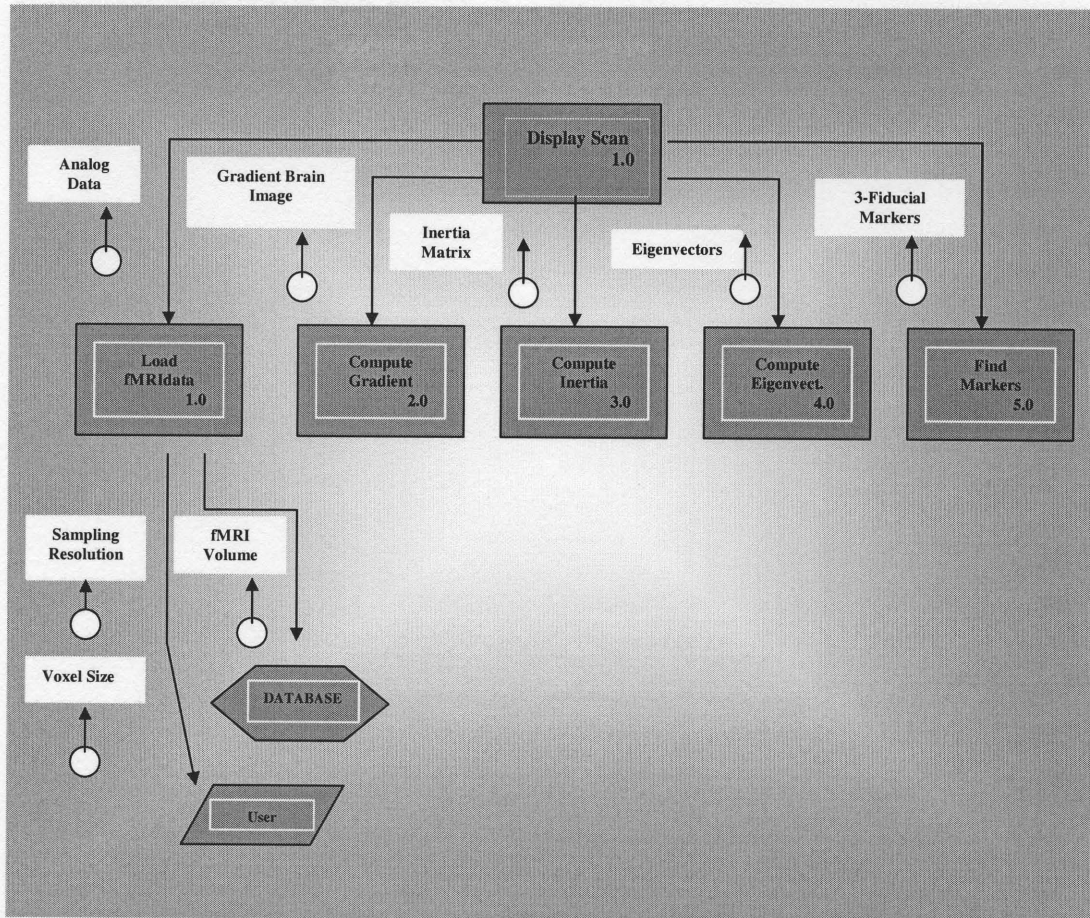 Display Scan
1.0
Analog
Data
Gradient Brain
Image
Inertia
Matrix
Eigenvectors
3-Fiducial
Markers
Load
fMRIdata
1.0
Compute
Gradient
2.0
Compute
Inertia
3.0
Compute
Eigenvect.
4.0
Find
Markers
5.0
Sampling
Resolution
fMRI
Volume
Voxel Size
DATABASE
User